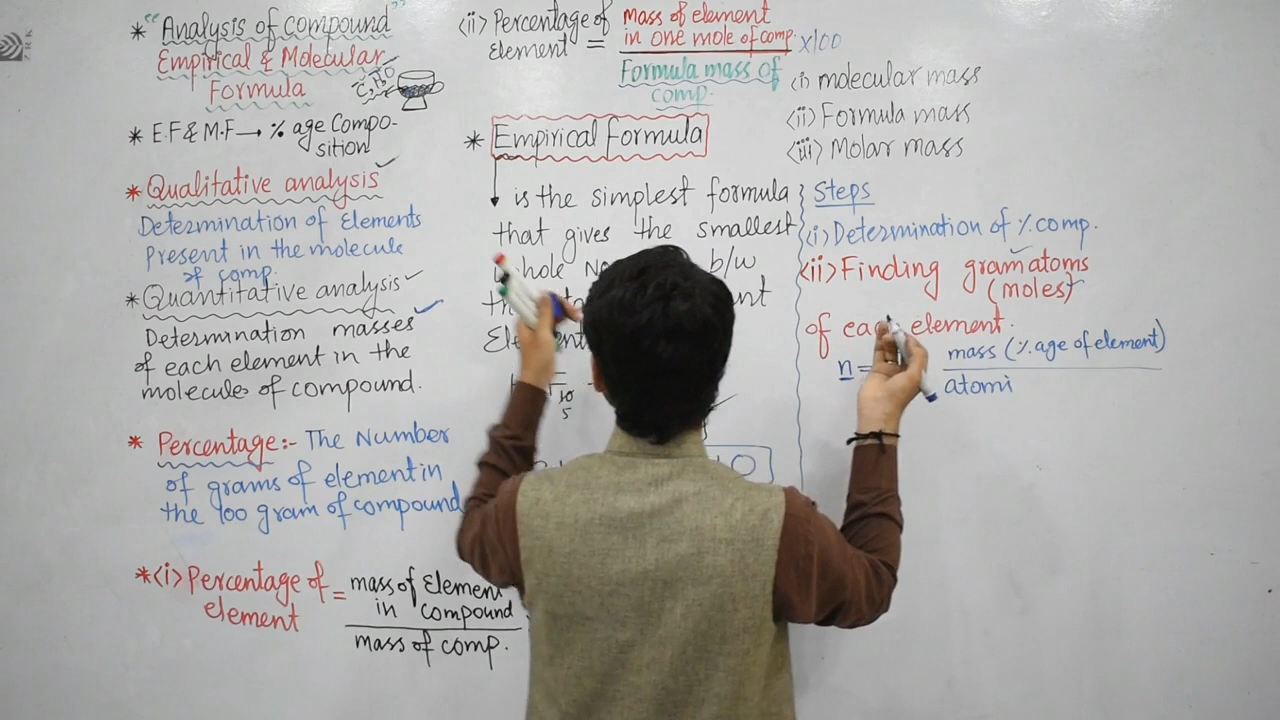 ZRK
* "Analysis of compound"
Empirical & Molecular
Formula
* E.F & M.F → % age Compo-
sition
* Qualitative analysis
Determination of Elements
Present in the molecule
of comp.
* Quantitative analysis
Determination masses
of each element in the
molecule of compound.
* Percentage:- The Number
of grams of element in
the 100 gram of compound
* (i) Percentage of element = mass of Element in compound
mass of comp.
(ii) Percentage of Element = mass of element in one mole of comp. x100
Formula mass of
comp.
(i) molecular mass
(ii) Formula mass
(iii) Molar mass
* Empirical Formula
is the simplest formula
that gives the smallest
b/w
Steps
(i) Determination of % comp.
(ii) Finding gram atoms
(moles)
of each element.
n = mass (% age of element)
atomi